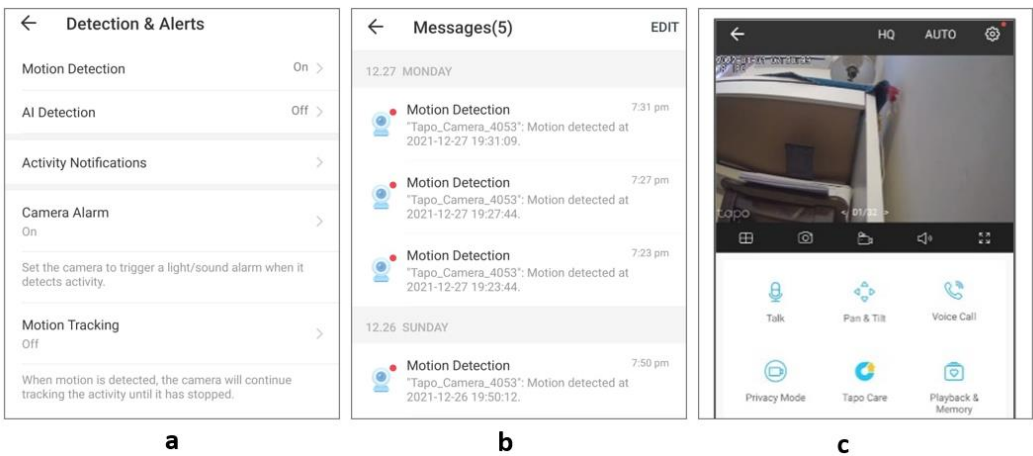 Detection & Alerts
Motion Detection On
AI Detection Off
Activity Notifications
Camera Alarm
On
Set the camera to trigger a light/sound alarm when it
detects activity.
Motion Tracking
Off
When motion is detected, the camera will continue
tracking the activity until it has stopped.
a
Messages(5) EDIT
12.27 MONDAY
Motion Detection 7:31 pm
"Tapo_Camera_4053": Motion detected at
2021-12-27 19:31:09.
Motion Detection 7:27 pm
"Tapo_Camera_4053": Motion detected at
2021-12-27 19:27:44.
Motion Detection 7:23 pm
"Tapo_Camera_4053": Motion detected at
2021-12-27 19:23:44.
12.26 SUNDAY
Motion Detection 7:50 pm
"Tapo_Camera_4053": Motion detected at
2021-12-26 19:50:12.
b
HQ AUTO
tapo
< 01/32 >
Talk Pan & Tilt Voice Call
Privacy Mode Tapo Care Playback &
Memory
c